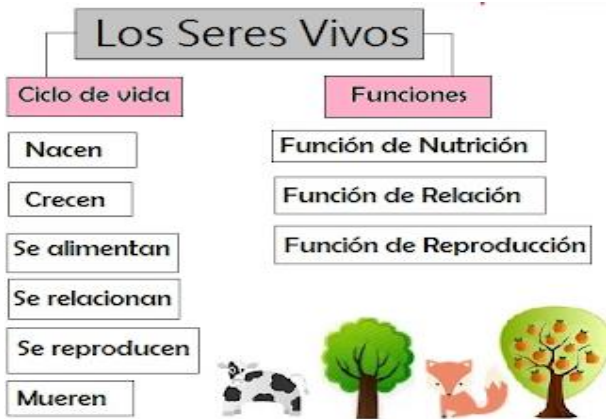 Los Seres Vivos
Ciclo de vida
Nacen
Crecen
Se alimentan
Se relacionan
Se reproducen
Mueren
Funciones
Función de Nutrición
Función de Relación
Función de Reproducción